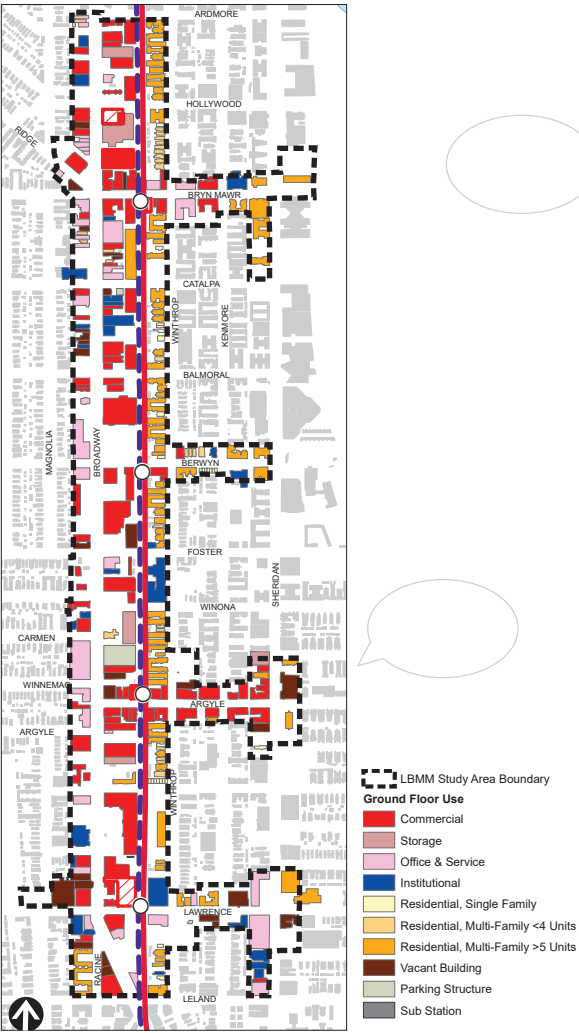 ARDMORE
HOLLYWOOD
RIDGE
BRYN MAWR
CATALPA
WINTHROP
KENMORE
BALMORAL
MAGNOLIA
BROADWAY
BERWYN
FOSTER
SHERIDAN
WINONA
CARMEN
WINNEMAC
ARGYLE
ARGYLE
WINTHROP
LAWRENCE
RACINE
LELAND
LBMM Study Area Boundary
Ground Floor Use
Commercial
Storage
Office & Service
Institutional
Residential, Single Family
Residential, Multi-Family <4 Units
Residential, Multi-Family >5 Units
Vacant Building
Parking Structure
Sub Station